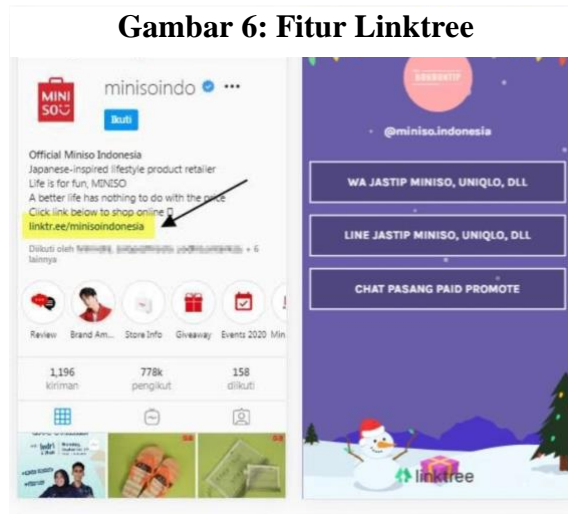 Gambar 6: Fitur Linktree
MINI
SO
minisoindo
Ikuti
Official Miniso Indonesia
Japanese-inspired lifestyle product retailer
Life is for fun, MINISO
A better life has nothing to do with the price
Click link below to shop online
linktr.ee/minisoindonesia
Diikuti oleh + 6
lainnya
Review
Brand Am...
Store Info
Giveaway
Events 2020
Min
1,196
kiriman
778k
pengikut
158
diikuti
Indri
@miniso.indonesia
WA JASTIP MINISO, UNIQLO, DLL
LINE JASTIP MINISO, UNIQLO, DLL
CHAT PASANG PAID PROMOTE
linktree